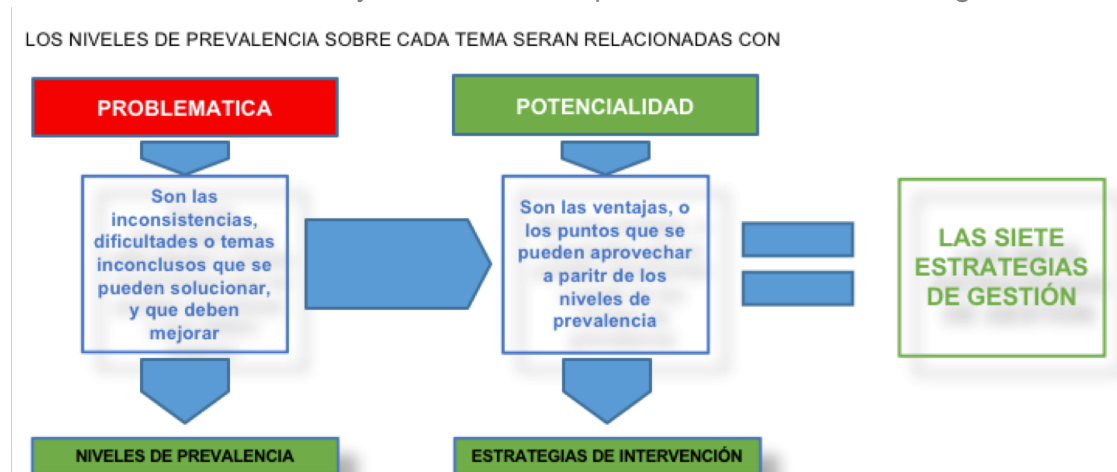 LOS NIVELES DE PREVALENCIA SOBRE CADA TEMA SERAN RELACIONADAS CON
PROBLEMATICA
Son las
inconsistencias,
dificultades o temas
inconclusos que se
pueden solucionar,
y que deben
mejorar
NIVELES DE PREVALENCIA
POTENCIALIDAD
Son las ventajas, o
los puntos que se
pueden aprovechar
a paritr de los
niveles de
prevalencia
ESTRATEGIAS DE INTERVENCIÓN
LAS SIETE
ESTRATEGIAS
DE GESTIÓN